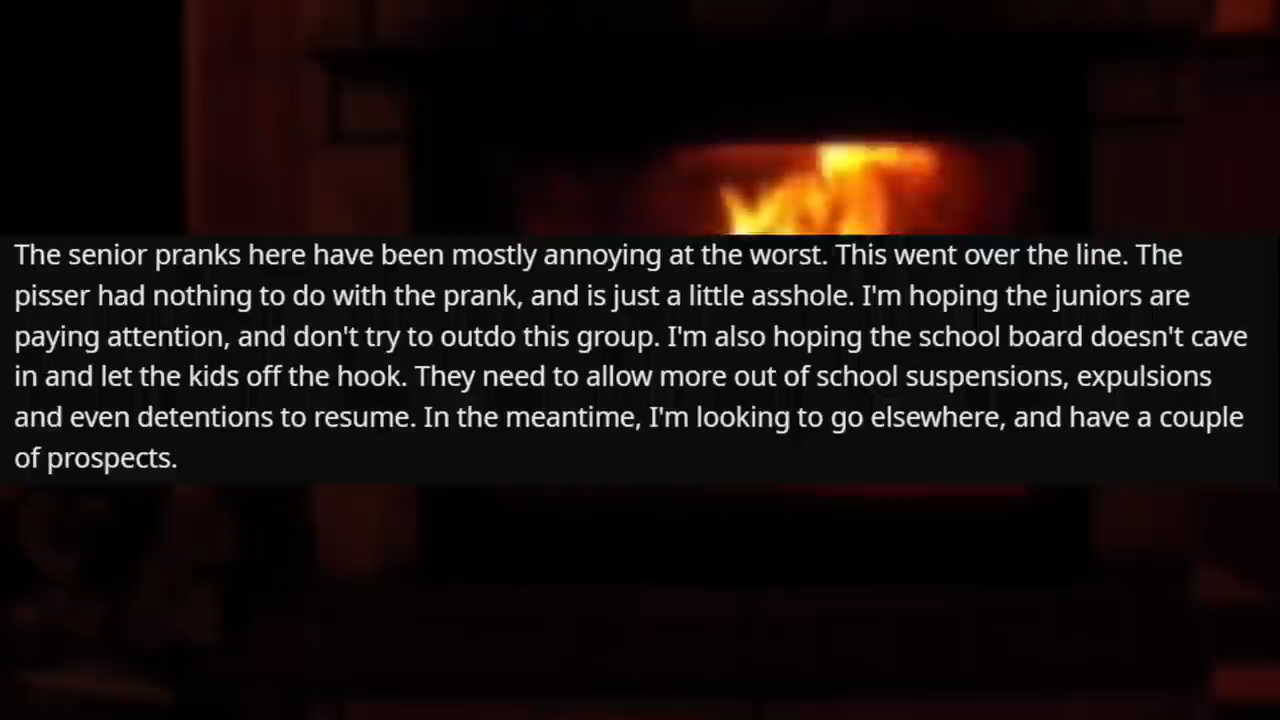 The senior pranks here have been mostly annoying at the worst. This went over the line. The
pisser had nothing to do with the prank, and is just a little asshole. I'm hoping the juniors are
paying attention, and don't try to outdo this group. I'm also hoping the school board doesn't cave
in and let the kids off the hook. They need to allow more out of school suspensions, expulsions
and even detentions to resume. In the meantime, I'm looking to go elsewhere, and have a couple
of prospects.